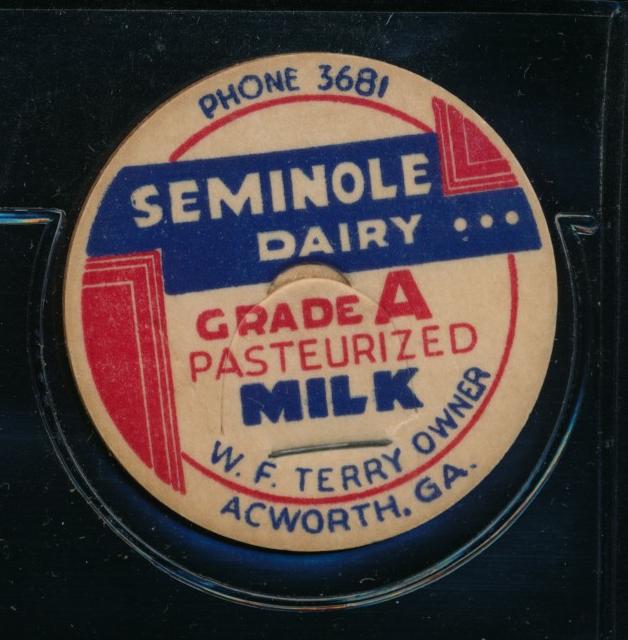 PHONE 3681
SEMINOLE
DAIRY ...
GRADE A
PASTEURIZED
MILK
W. F. TERRY OWNER
ACWORTH, GA.